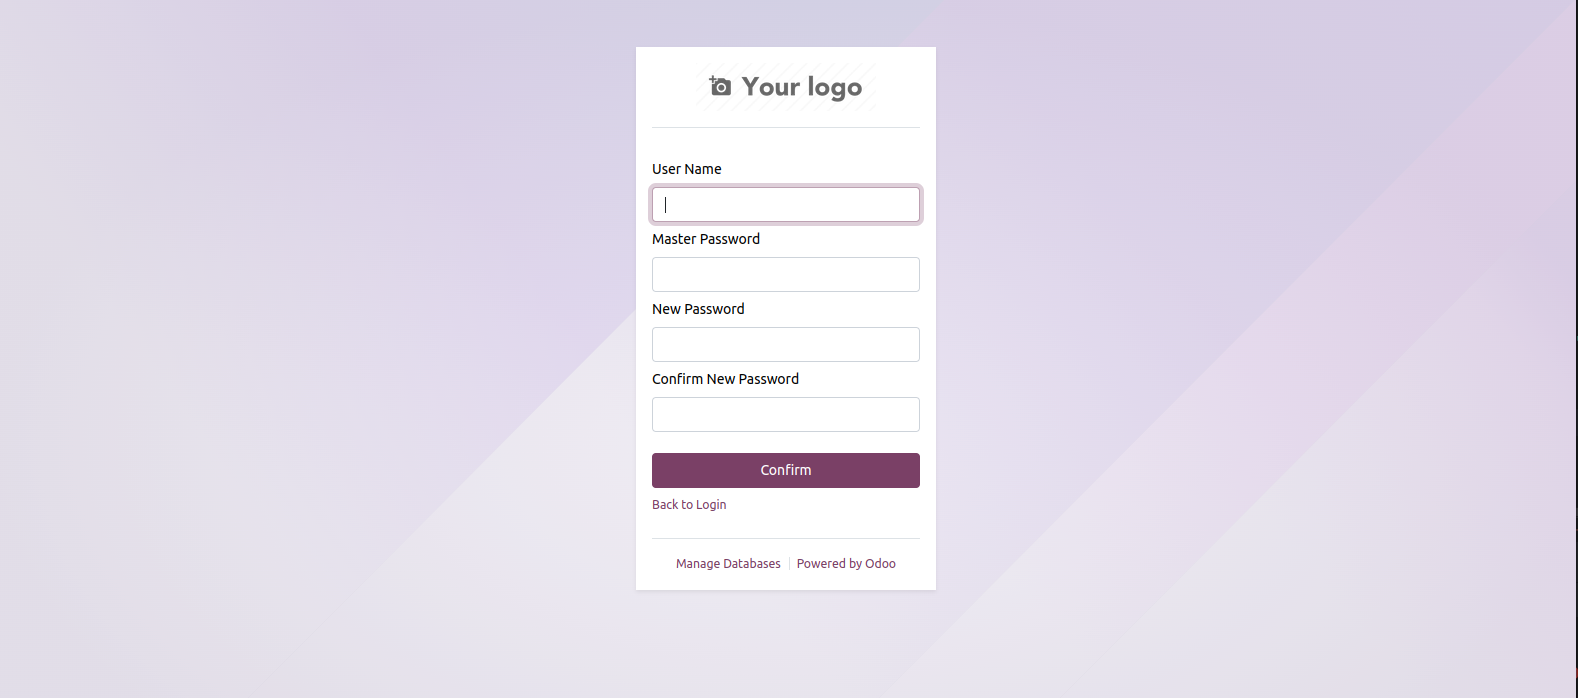 Your logo
User Name
Master Password
New Password
Confirm New Password
Confirm
Back to Login
Manage Databases Powered by Odoo